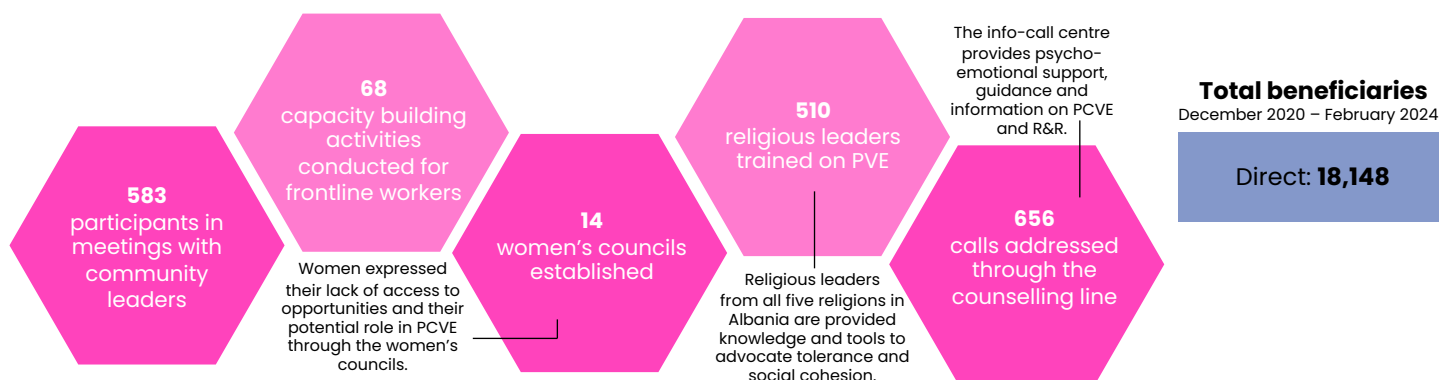 583
participants in
meetings with
community
leaders
68
capacity building
activities
conducted for
frontline workers
Women expressed
their lack of access to
opportunities and their
potential role in PCVE
through the women’s
councils.
14
women’s councils
established
510
religious leaders
trained on PVE
Religious leaders
from all five religions in
Albania are provided
knowledge and tools to
advocate tolerance and
social cohesion.
The info-call centre
provides psycho-
emotional support,
guidance and
information on PCVE
and R&R.
656
calls addressed
through the
counselling line
Total beneficiaries
December 2020 – February 2024
Direct: 18,148